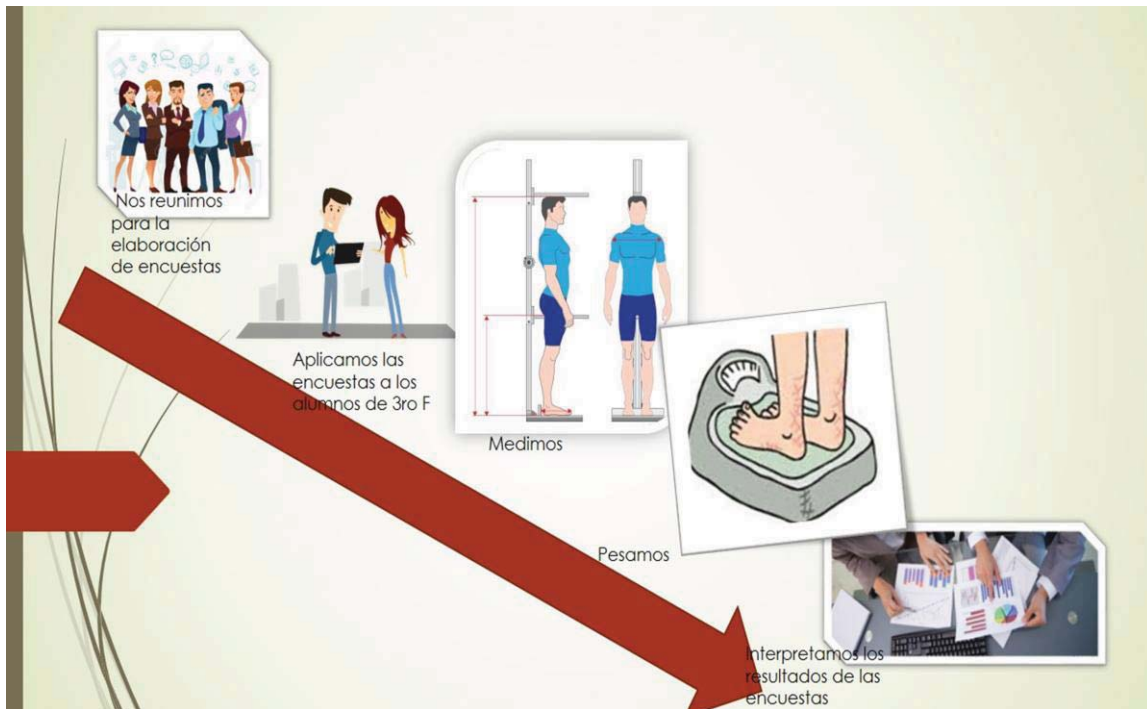 Nos reunimos
para la
elaboración
de encuestas
Aplicamos las
encuestas a los
alumnos de 3ro F
Medimos
Pesamos
Interpretamos los
resultados de las
encuestas